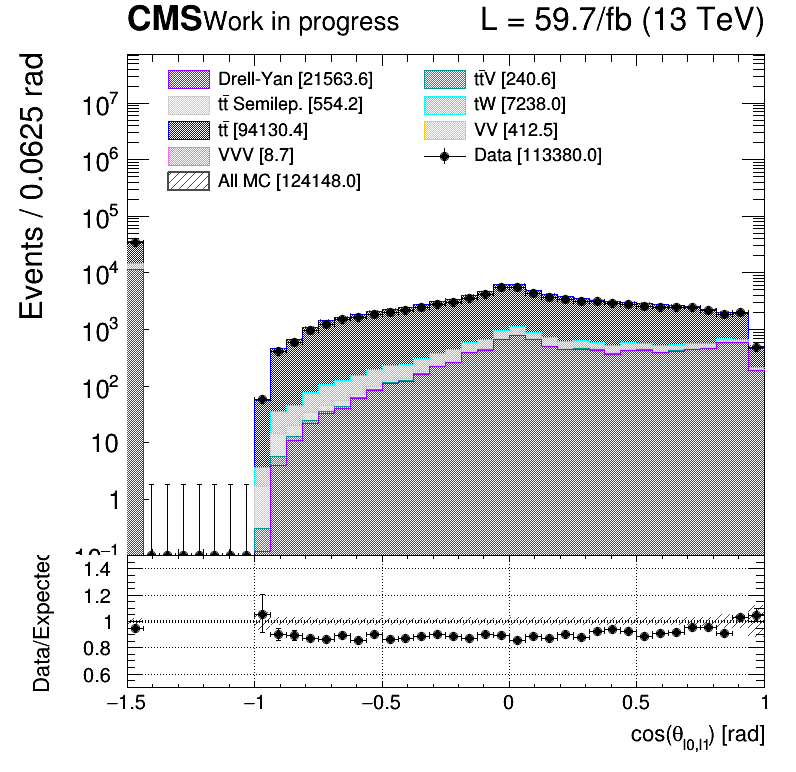 CMS Work in progress L = 59.7/fb (13 TeV)
Events / 0.0625 rad
Drell-Yan [21563.6]
tt̄ Semilep. [554.2]
tt̄ [94130.4]
VVV [8.7]
All MC [124148.0]
tt̄V [240.6]
tW [7238.0]
VV [412.5]
Data [113380.0]
10⁷
10⁶
10⁵
10⁴
10³
10²
10
1
Data/Expected
1.4
1.2
1
0.8
0.6
−1.5 −1 −0.5 0 0.5 1
cos(θ_l0,l1) [rad]